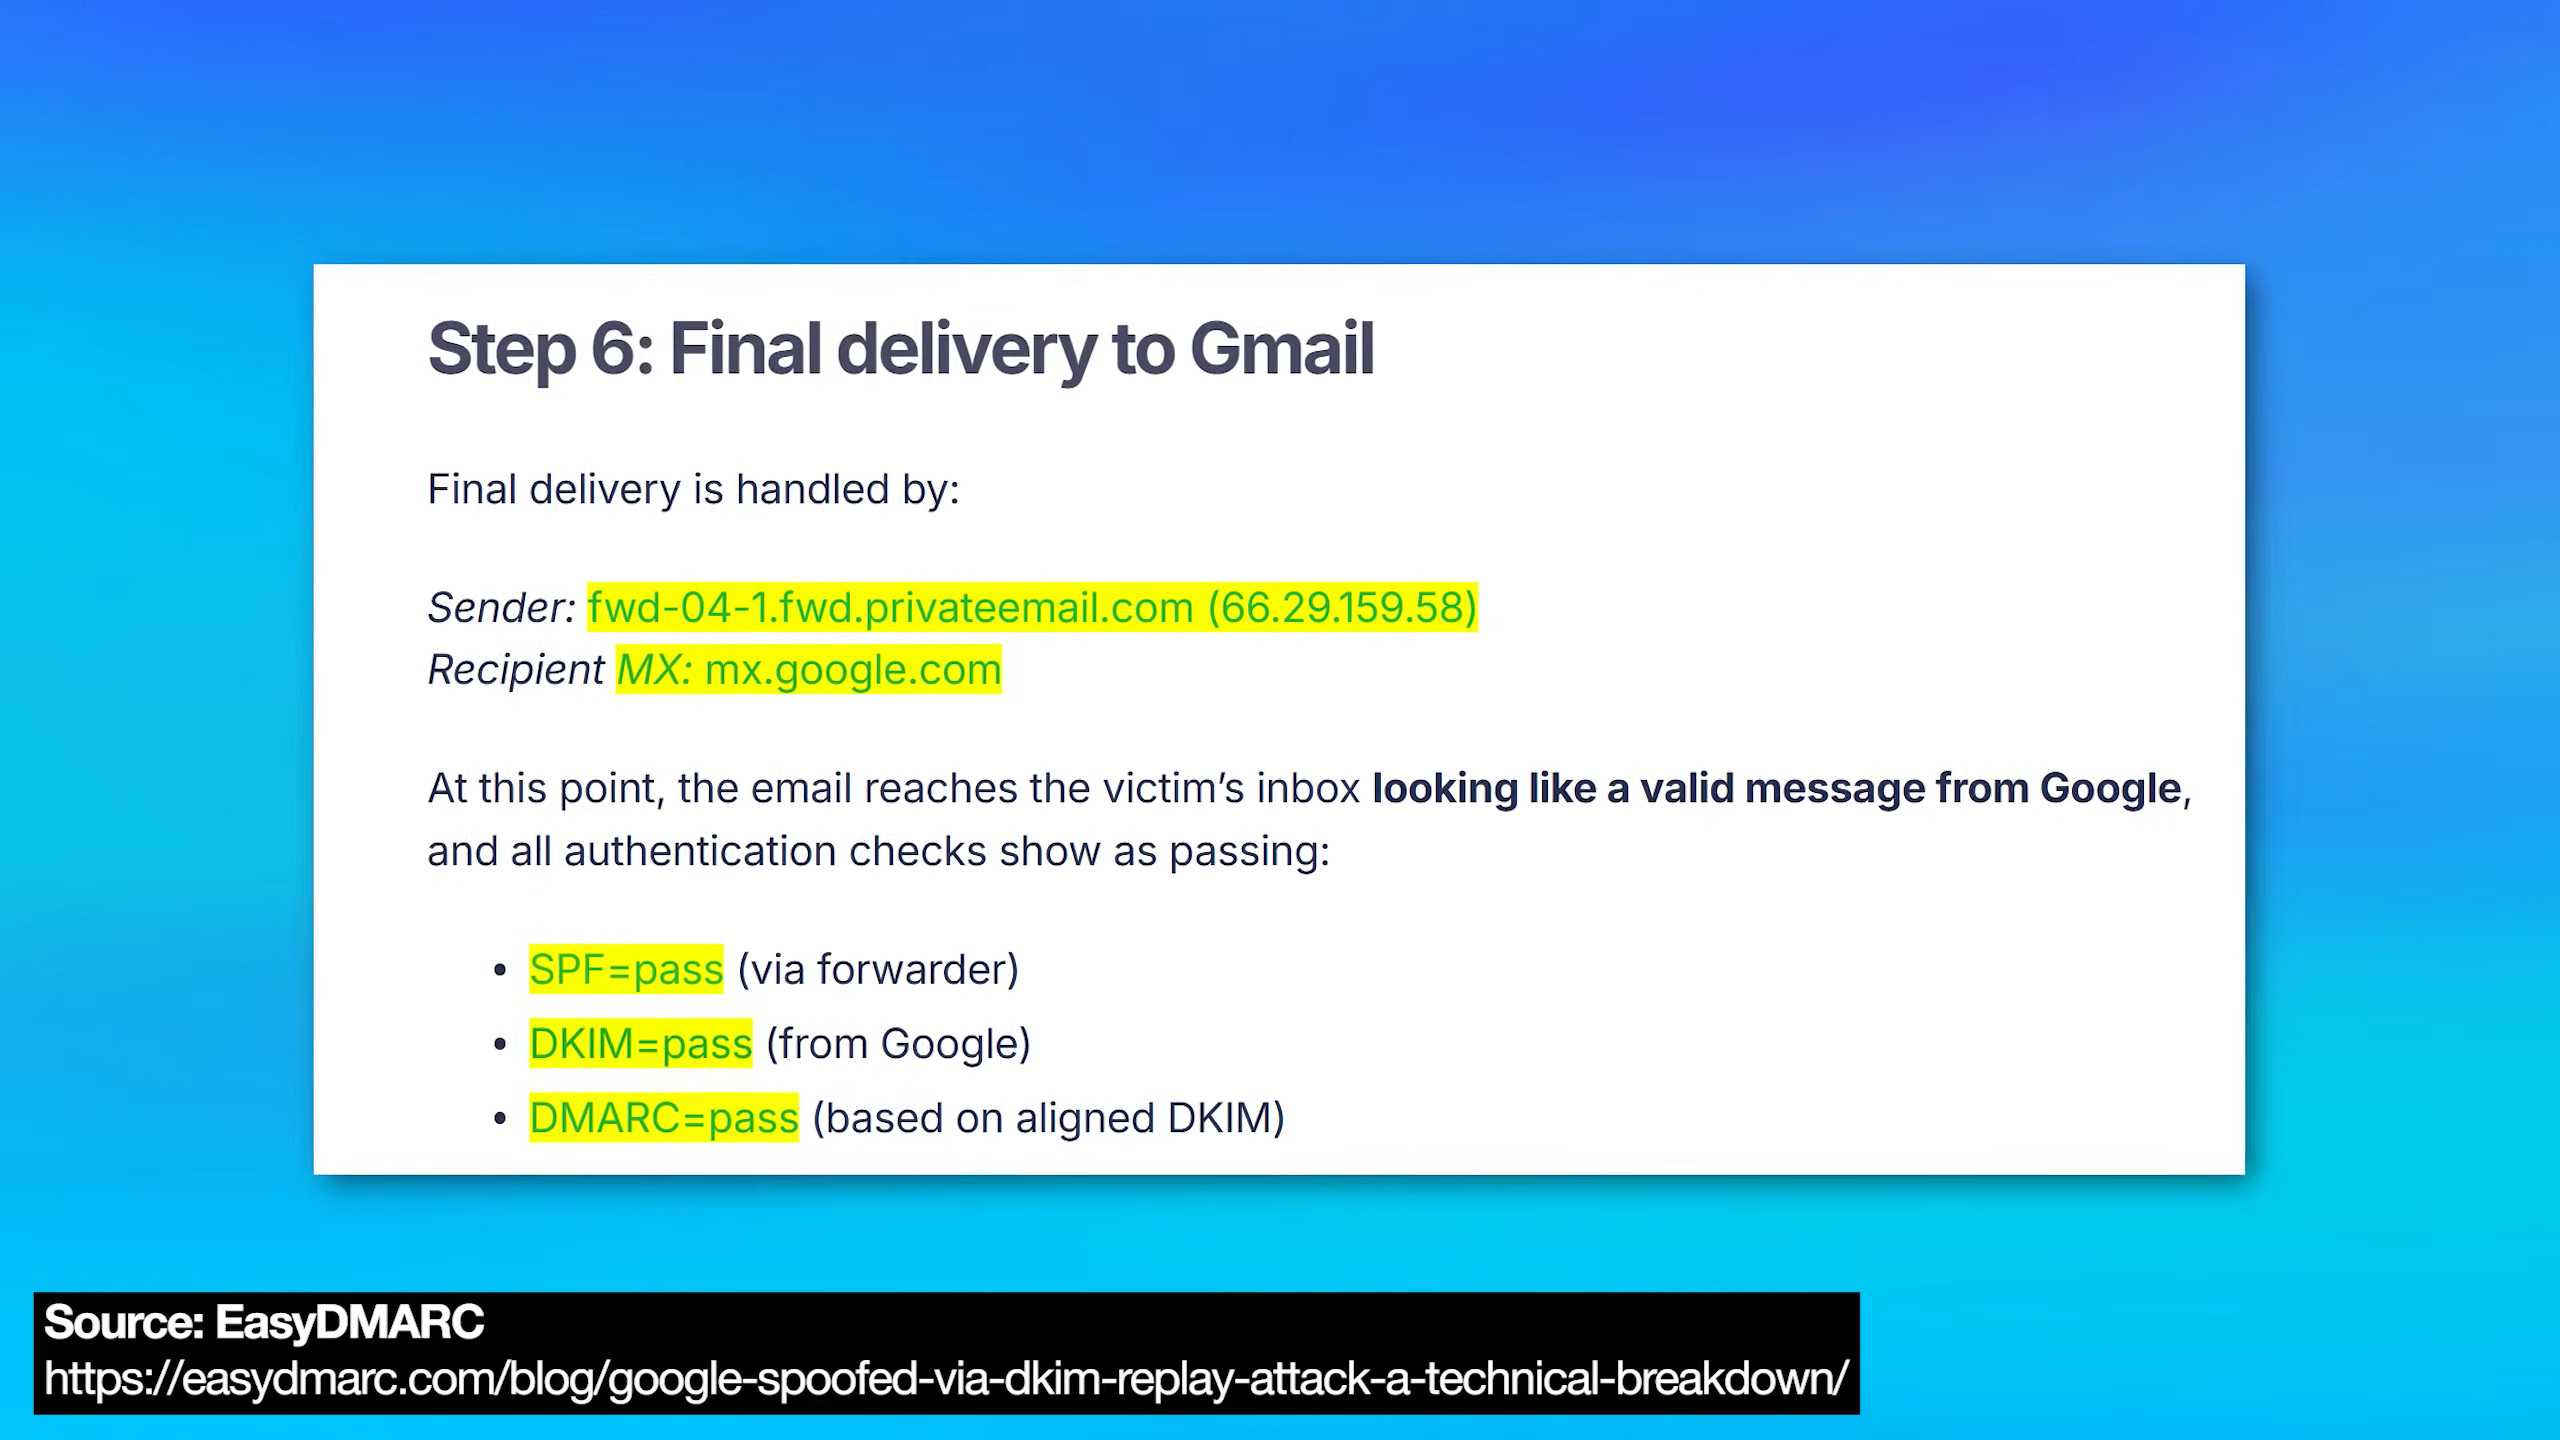 Step 6: Final delivery to Gmail
Final delivery is handled by:
Sender: fwd-04-1.fwd.privateemail.com (66.29.159.58)
Recipient MX: mx.google.com
At this point, the email reaches the victim’s inbox looking like a valid message from Google,
and all authentication checks show as passing:
• SPF=pass (via forwarder)
• DKIM=pass (from Google)
• DMARC=pass (based on aligned DKIM)
Source: EasyDMARC
https://easydmarc.com/blog/google-spoofed-via-dkim-replay-attack-a-technical-breakdown/